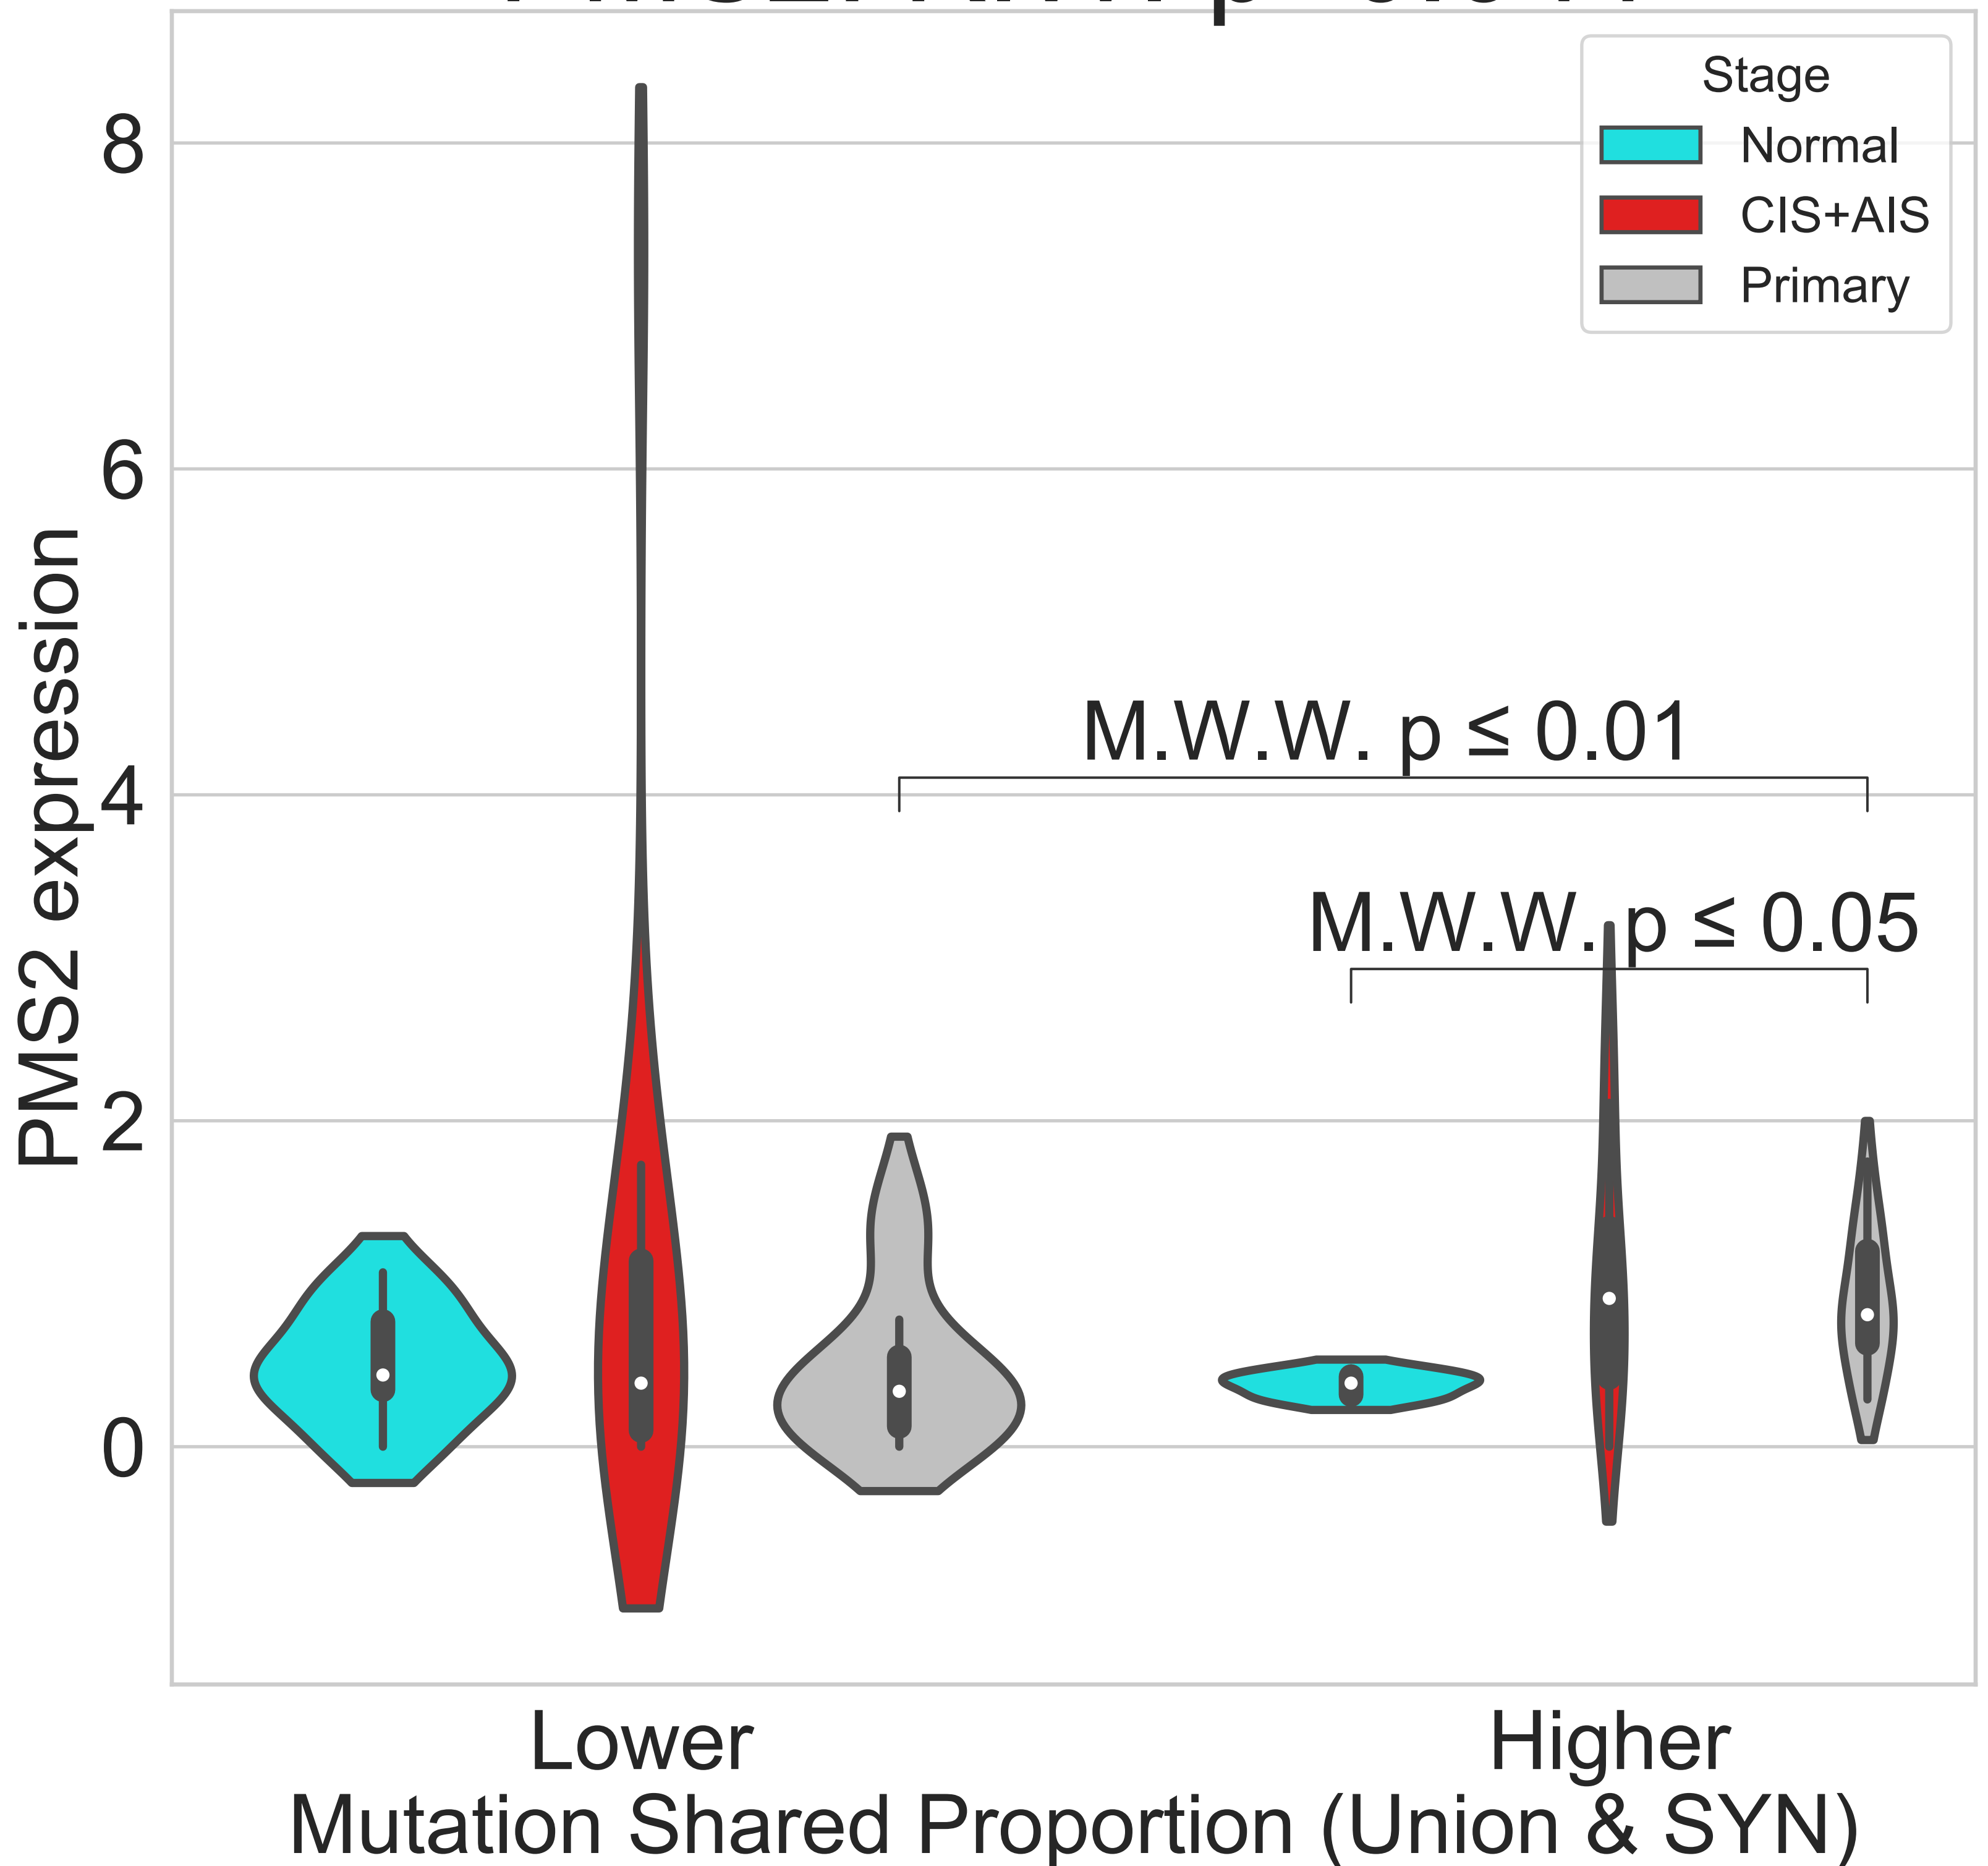 Stage
Normal
CIS+AIS
Primary
8
6
4
2
0
PMS2 expression
M.W.W. p ≤ 0.01
M.W.W. p ≤ 0.05
Lower
Higher
Mutation Shared Proportion (Union & SYN)